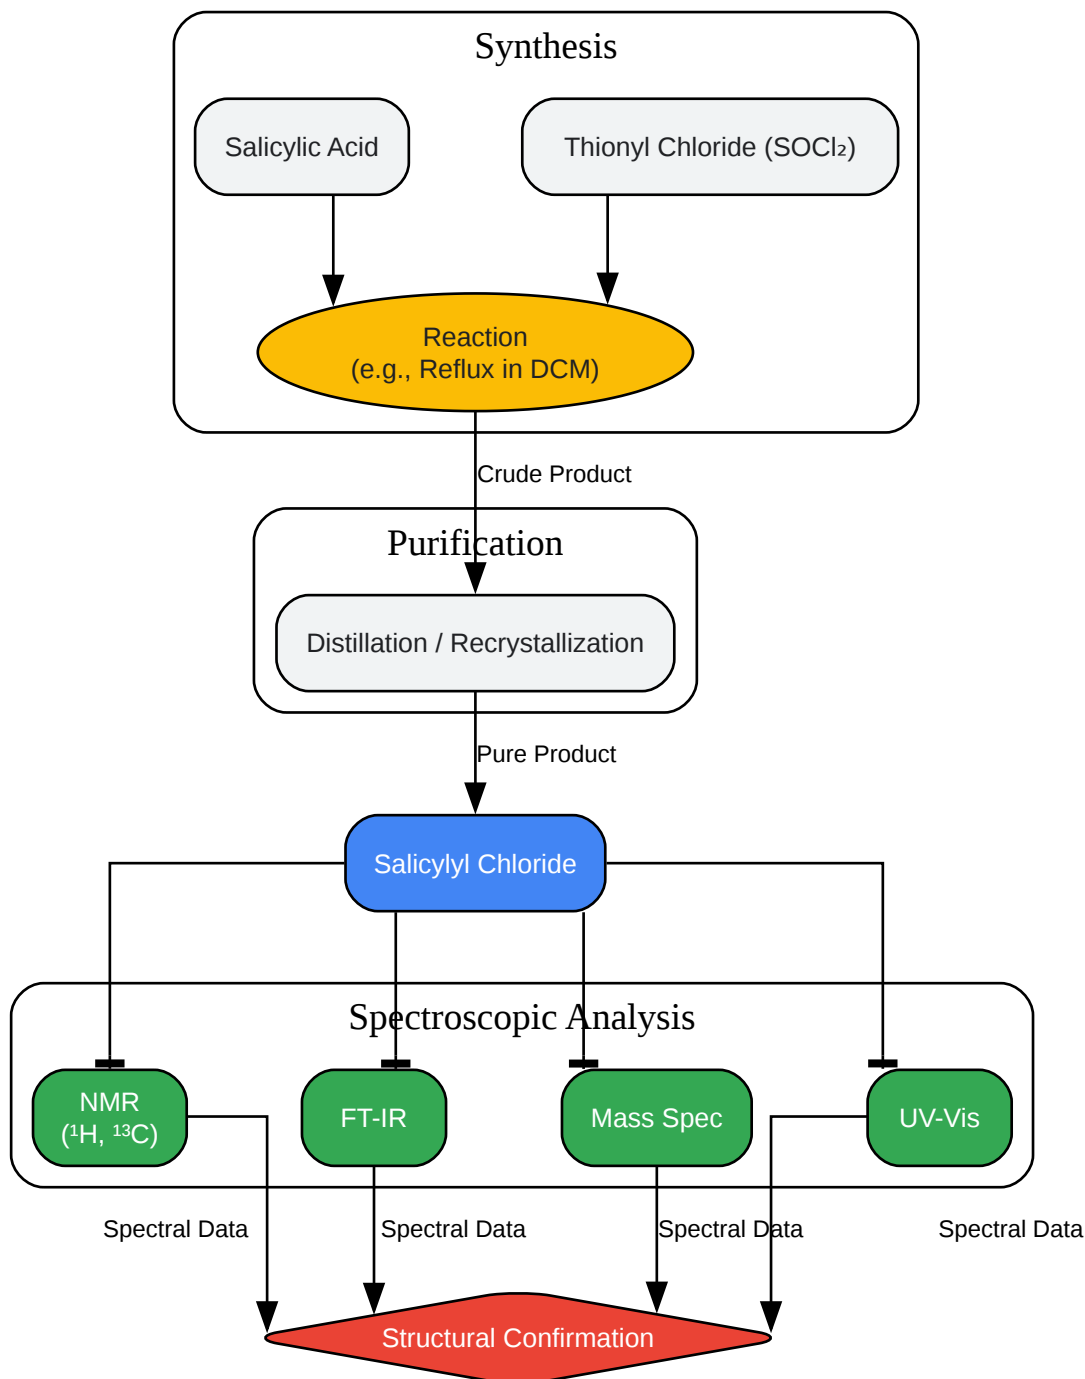 Synthesis
Salicylic Acid
Thionyl Chloride (SOCl₂)
Reaction
(e.g., Reflux in DCM)
Crude Product
Purification
Distillation / Recrystallization
Pure Product
Salicylyl Chloride
Spectroscopic Analysis
NMR
(¹H, ¹³C)
FT-IR
Mass Spec
UV-Vis
Spectral Data
Spectral Data
Spectral Data
Spectral Data
Structural Confirmation